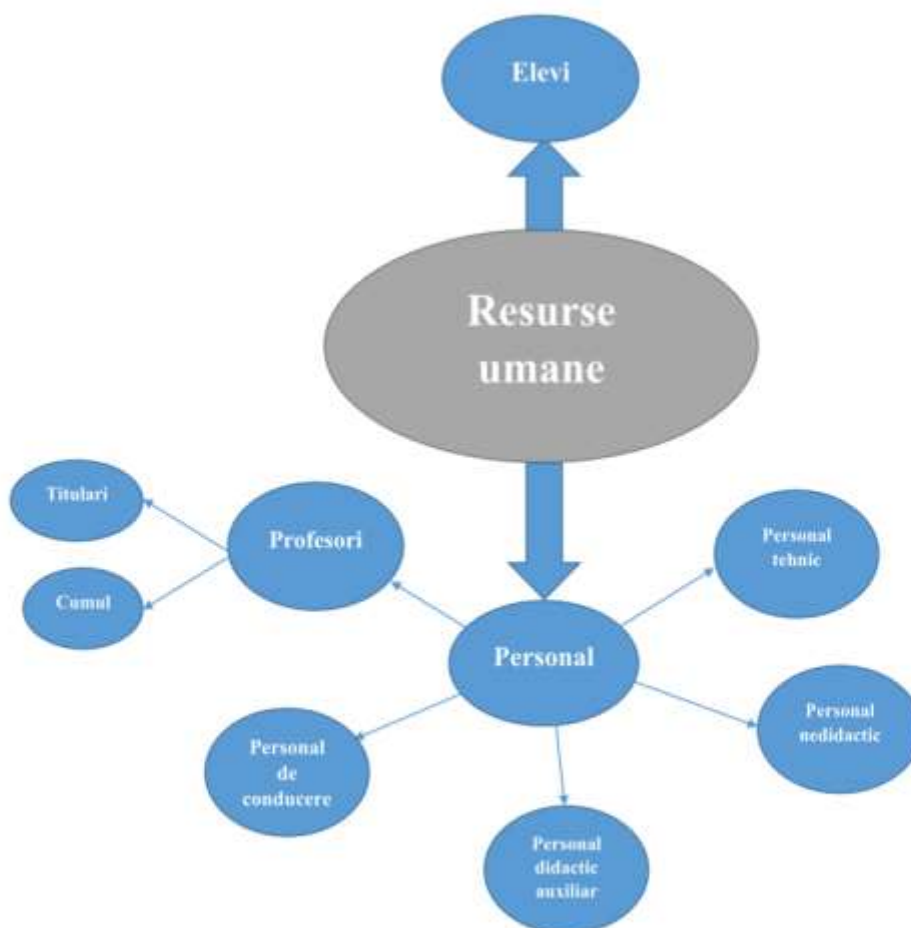 Elevi
Resurse
umane
Titulari
Profesori
Cumul
Personal
tehnic
Personal
Personal
nedidactic
Personal
de
conducere
Personal
didactic
auxiliar